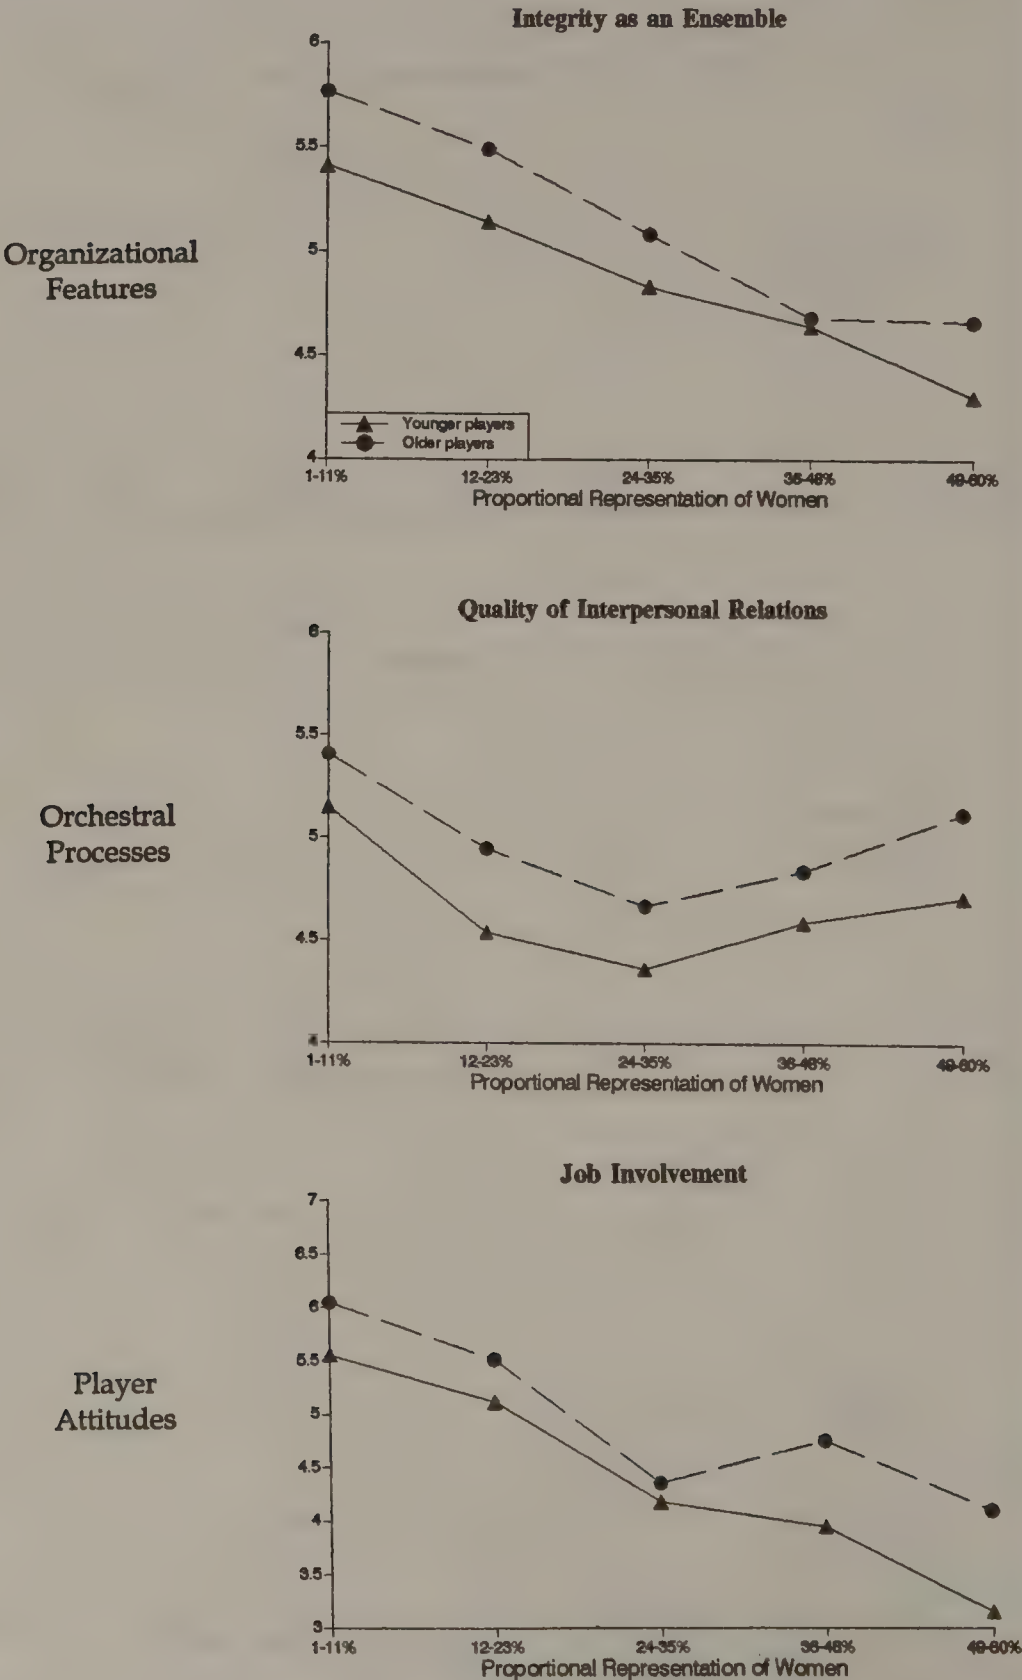 Integrity as an Ensemble
6
5.5
5
4.5
4
Organizational
Features
Younger players
Older players
1-11% 12-23% 24-35% 36-48% 49-60%
Proportional Representation of Women
Quality of Interpersonal Relations
6
5.5
5
4.5
4
Orchestral
Processes
1-11% 12-23% 24-35% 36-48% 49-60%
Proportional Representation of Women
Job Involvement
7
6.5
6
5.5
5
4.5
4
3.5
3
Player
Attitudes
1-11% 12-23% 24-35% 36-48% 49-60%
Proportional Representation of Women